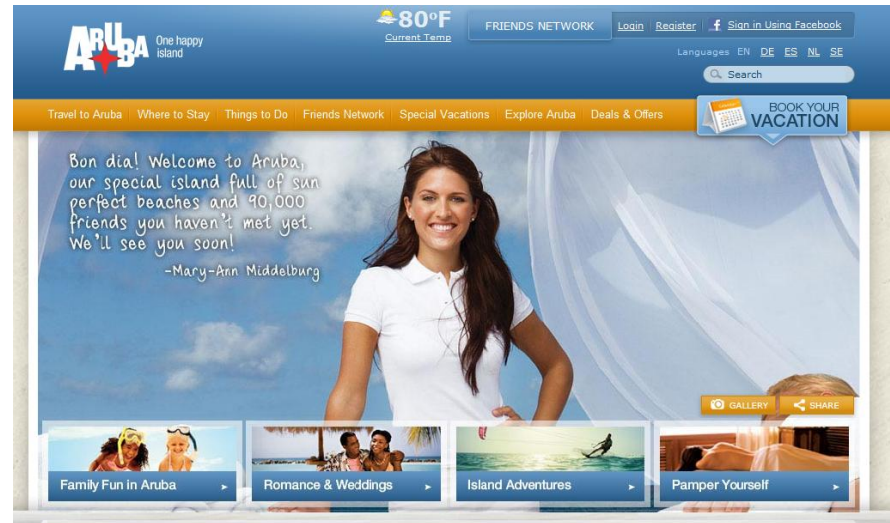 ARUBA
One happy
island
80°F
Current Temp
FRIENDS NETWORK
Login Register f Sign in Using Facebook
Languages EN DE ES NL SE
Search
Travel to Aruba Where to Stay Things to Do Friends Network Special Vacations Explore Aruba Deals & Offers
BOOK YOUR
VACATION
Bon dia! Welcome to Aruba,
our special island full of sun
perfect beaches and 90,000
friends you haven't met yet.
We'll see you soon!
-Mary-Ann Middelburg
GALLERY SHARE
Family Fun in Aruba
Romance & Weddings
Island Adventures
Pamper Yourself